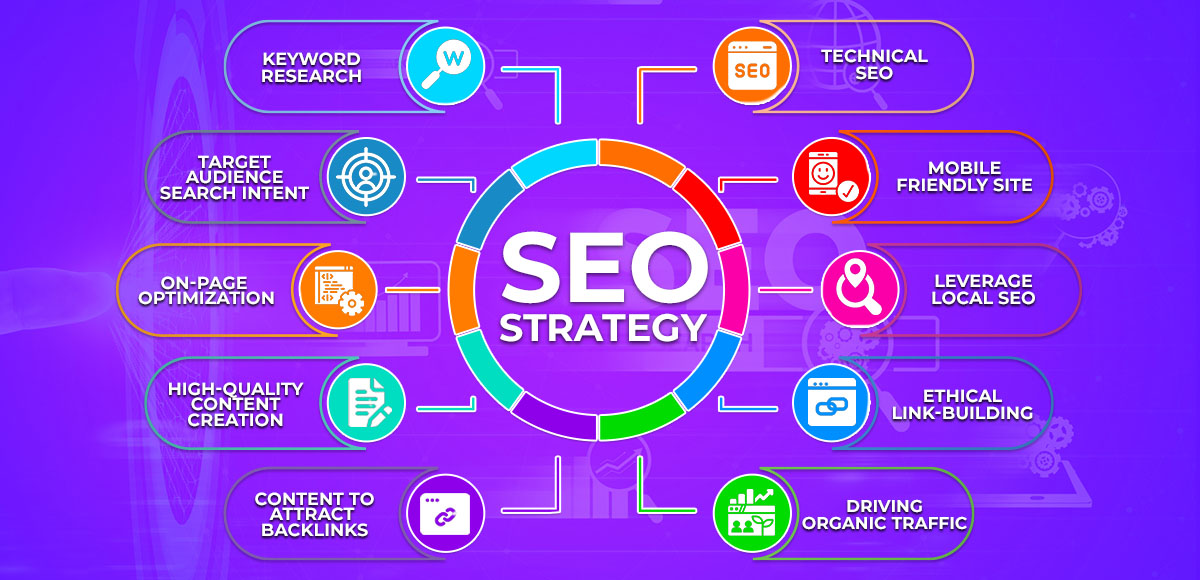 KEYWORD
RESEARCH
W
TARGET
AUDIENCE
SEARCH INTENT
ON-PAGE
OPTIMIZATION
HIGH-QUALITY
CONTENT
CREATION
CONTENT TO
ATTRACT
BACKLINKS
SEO
STRATEGY
SEO
TECHNICAL
SEO
MOBILE
FRIENDLY SITE
LEVERAGE
LOCAL SEO
ETHICAL
LINK-BUILDING
DRIVING
ORGANIC TRAFFIC
SEO